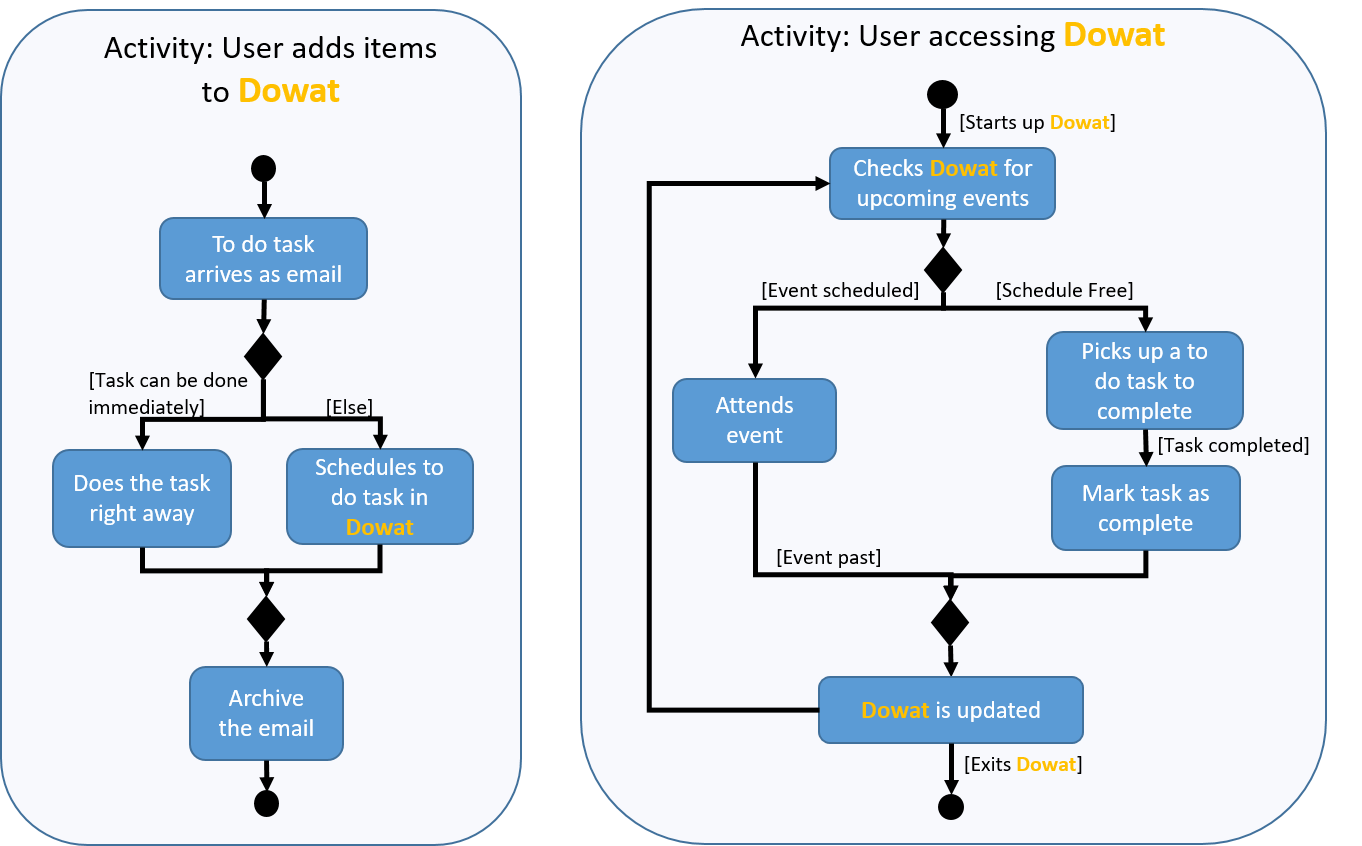 Activity: User adds items
to Dowat
To do task
arrives as email
[Task can be done
immediately]
[Else]
Does the task
right away
Schedules to
do task in
Dowat
Archive
the email
Activity: User accessing Dowat
[Starts up Dowat]
Checks Dowat for
upcoming events
[Event scheduled]
[Schedule Free]
Attends
event
Picks up a to
do task to
complete
[Task completed]
Mark task as
complete
[Event past]
Dowat is updated
[Exits Dowat]